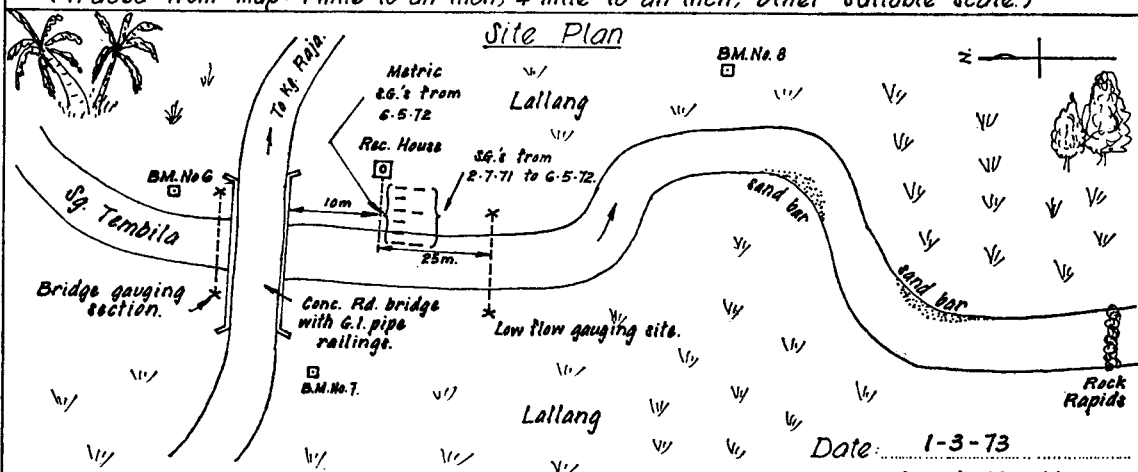 (Traced from map: 1 mile to an inch, 4 mile to an inch, other suitable scale.)
Site Plan
To Kg. Raja.
Metric
S.G.'s from
6.5.72
Rec. House
S.G.'s from
2.7.71 to 6.5.72.
Lallang
BM. No. 8
N.
BM. No 6
Sg. Tembila
10m
25m.
sand bar
sand bar
Bridge gauging
section.
Conc. Rd. bridge
with G.I. pipe
railings.
Low flow gauging site.
B.M. No. 7.
Lallang
Rock
Rapids
Date: 1-3-73